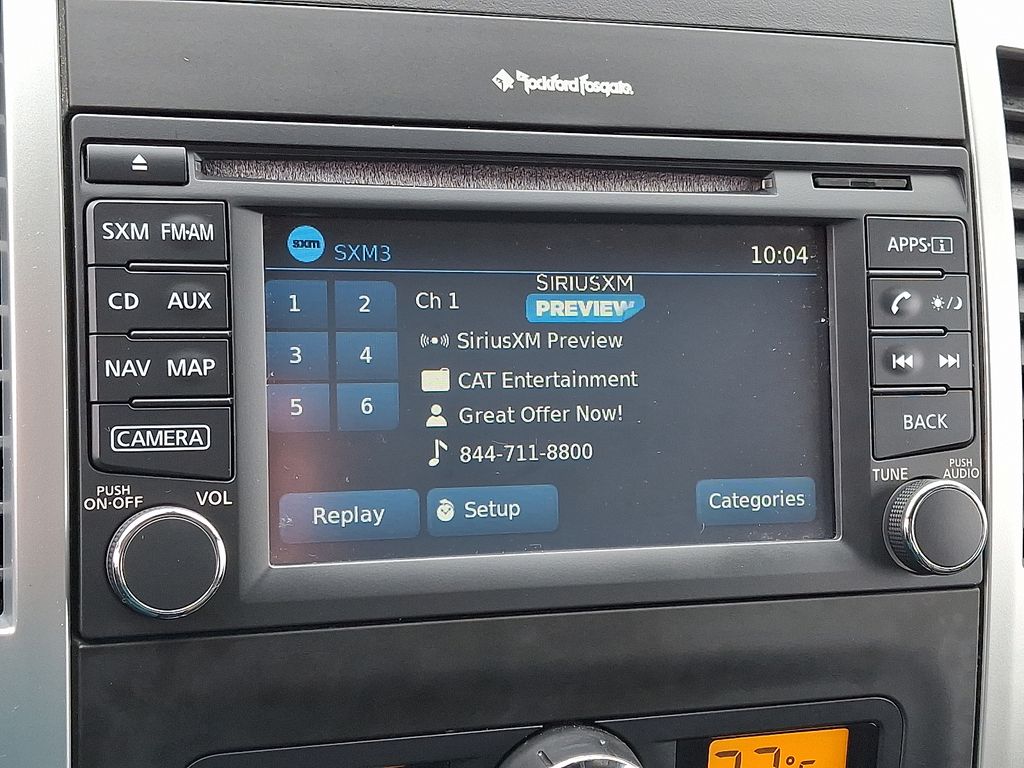 Rockford Fosgate
SXM FM·AM
CD AUX
NAV MAP
CAMERA
PUSH
ON·OFF
VOL
sxm SXM3 10:04
1 2
3 4
5 6
Ch 1
SIRIUSXM
PREVIEW
SiriusXM Preview
CAT Entertainment
Great Offer Now!
844-711-8800
Replay
Setup
Categories
APPS·i
BACK
TUNE
PUSH
AUDIO